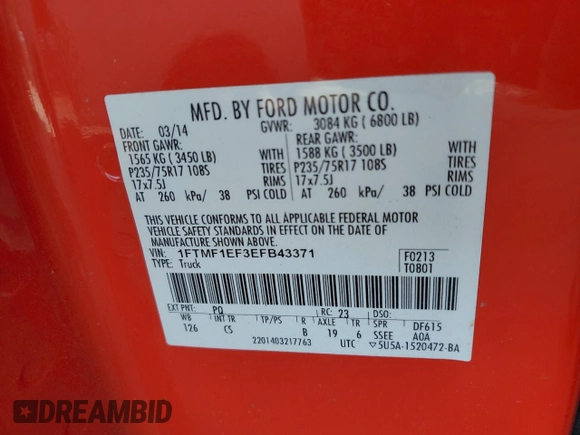 MFD. BY FORD MOTOR CO.
DATE: 03/14 GVWR: 3084 KG ( 6800 LB)
FRONT GAWR: REAR GAWR:
1565 KG ( 3450 LB) WITH 1588 KG ( 3500 LB) WITH
P235/75R17 108S TIRES P235/75R17 108S TIRES
17x7.5J RIMS 17x7.5J RIMS
AT 260 kPa/ 38 PSI COLD AT 260 kPa/ 38 PSI COLD
THIS VEHICLE CONFORMS TO ALL APPLICABLE FEDERAL MOTOR
VEHICLE SAFETY STANDARDS IN EFFECT ON THE DATE OF
MANUFACTURE SHOWN ABOVE.
VIN: 1FTMF1EF3EFB43371 F0213
TYPE: Truck T0801
EXT PNT: PQ RC: 23 DSO:
WB INT TR TP/PS R AXLE TR SPR DF615
126 CS B 19 6 SSEE AOA
2201403217763 UTC ▽5U5A-1520472-BA
DREAMBID